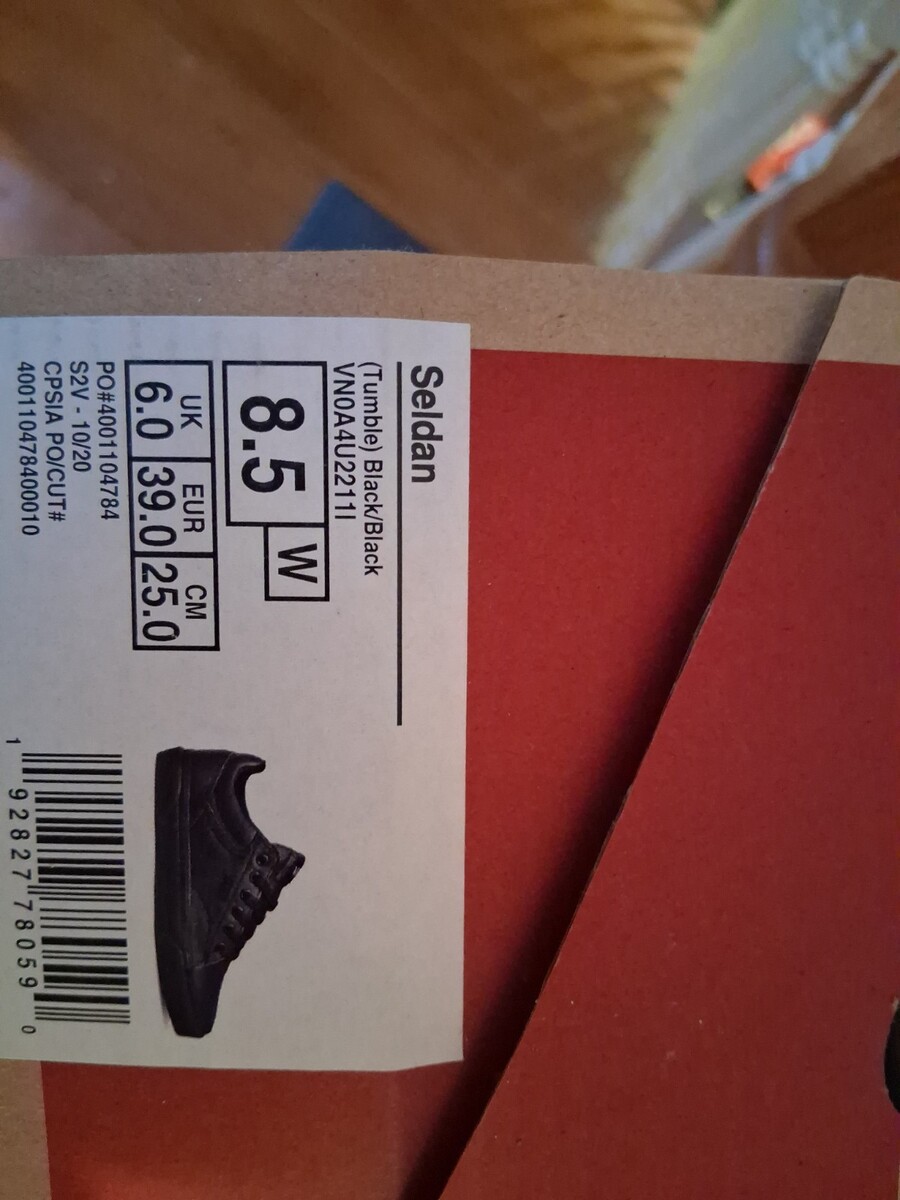 Seldan
(Tumble) Black/Black
VN0A4U2211I
8.5 W
UK EUR CM
6.0 39.0 25.0
PO#4001104784
S2V - 10/20
CPSIA PO/CUT#
400110478400010
1 92827 78059 0